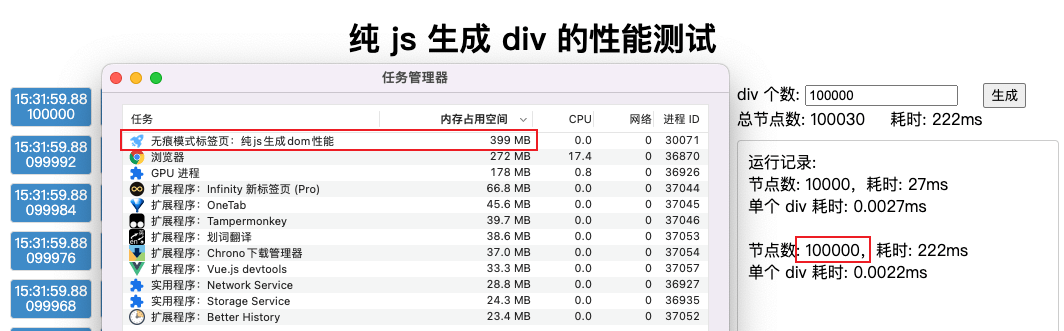 纯 js 生成 div 的性能测试
任务管理器
15:31:59.88
100000
15:31:59.88
099992
15:31:59.88
099984
15:31:59.88
099976
15:31:59.88
099968
任务 内存占用空间 CPU 网络 进程 ID
无痕模式标签页：纯js生成dom性能 399 MB 0.0 0 30071
浏览器 272 MB 17.4 0 36870
GPU 进程 178 MB 0.8 0 36926
扩展程序：Infinity 新标签页 (Pro) 66.8 MB 0.0 0 37044
扩展程序：OneTab 45.6 MB 0.0 0 37045
扩展程序：Tampermonkey 39.7 MB 0.0 0 37046
扩展程序：划词翻译 38.6 MB 0.0 0 37053
扩展程序：Chrono下载管理器 37.0 MB 0.0 0 37054
扩展程序：Vue.js devtools 33.3 MB 0.0 0 37057
实用程序：Network Service 28.8 MB 0.0 0 36927
实用程序：Storage Service 24.3 MB 0.0 0 36935
扩展程序：Better History 23.4 MB 0.0 0 37052
div 个数: 100000 生成
总节点数: 100030 耗时: 222ms
运行记录:
节点数: 10000，耗时: 27ms
单个 div 耗时: 0.0027ms
节点数: 100000，耗时: 222ms
单个 div 耗时: 0.0022ms